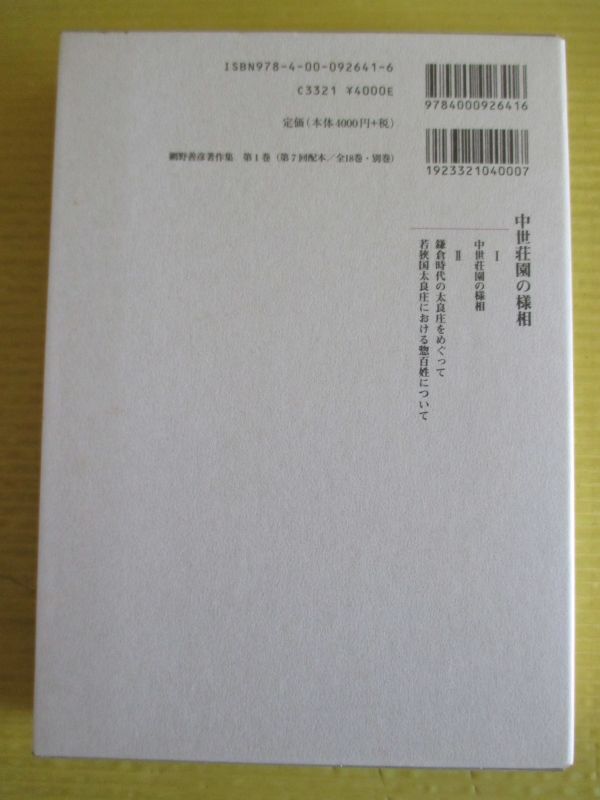 ISBN978-4-00-092641-6
C3321 ¥4000E
定価(本体4000円+税)
網野善彦著作集 第1巻(第7回配本/全18巻・別巻)
9784000926416
1923321040007
中世荘園の様相
Ⅰ
中世荘園の様相
Ⅱ
鎌倉時代の太良庄をめぐって
若狭国太良庄における惣百姓について